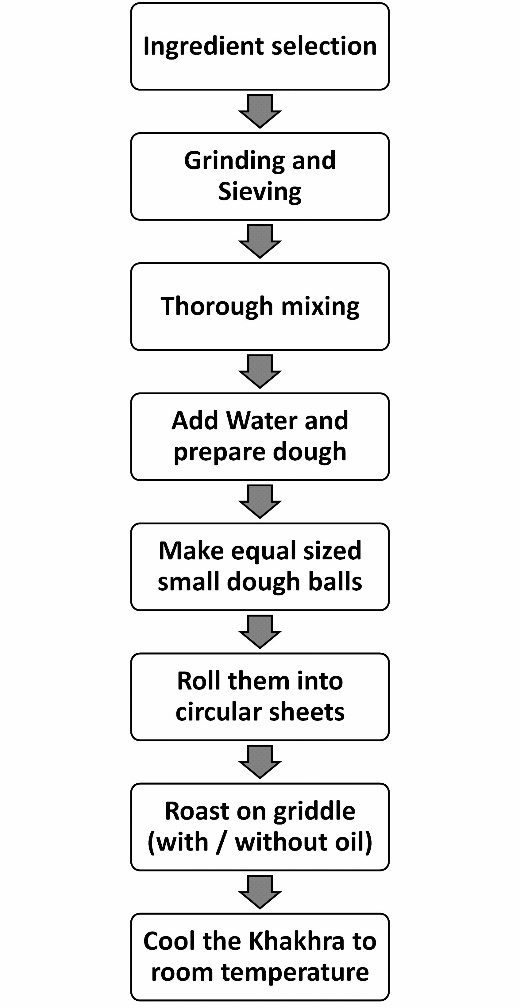 Ingredient selection
Grinding and
Sieving
Thorough mixing
Add Water and
prepare dough
Make equal sized
small dough balls
Roll them into
circular sheets
Roast on griddle
(with / without oil)
Cool the Khakhra to
room temperature